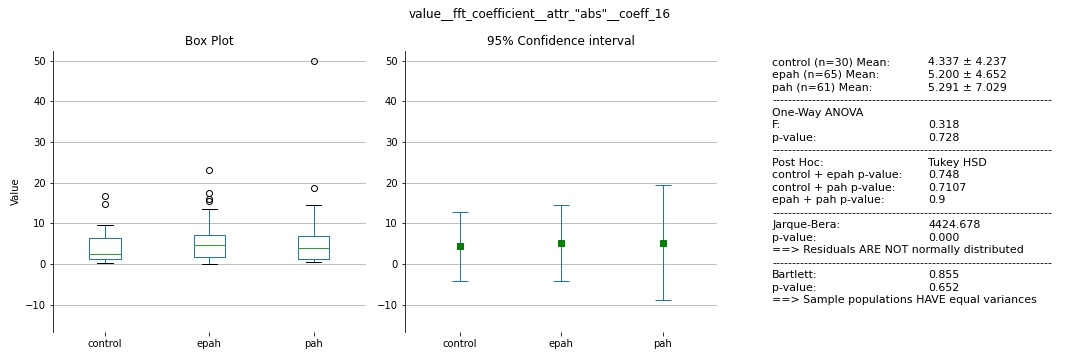 value__fft_coefficient__attr_"abs"__coeff_16
Box Plot
95% Confidence interval
Value
50
40
30
20
10
0
−10
control epah pah
50
40
30
20
10
0
−10
control epah pah
control (n=30) Mean: 4.337 ± 4.237
epah (n=65) Mean: 5.200 ± 4.652
pah (n=61) Mean: 5.291 ± 7.029
One-Way ANOVA
F: 0.318
p-value: 0.728
Post Hoc: Tukey HSD
control + epah p-value: 0.748
control + pah p-value: 0.7107
epah + pah p-value: 0.9
Jarque-Bera: 4424.678
p-value: 0.000
==> Residuals ARE NOT normally distributed
Bartlett: 0.855
p-value: 0.652
==> Sample populations HAVE equal variances